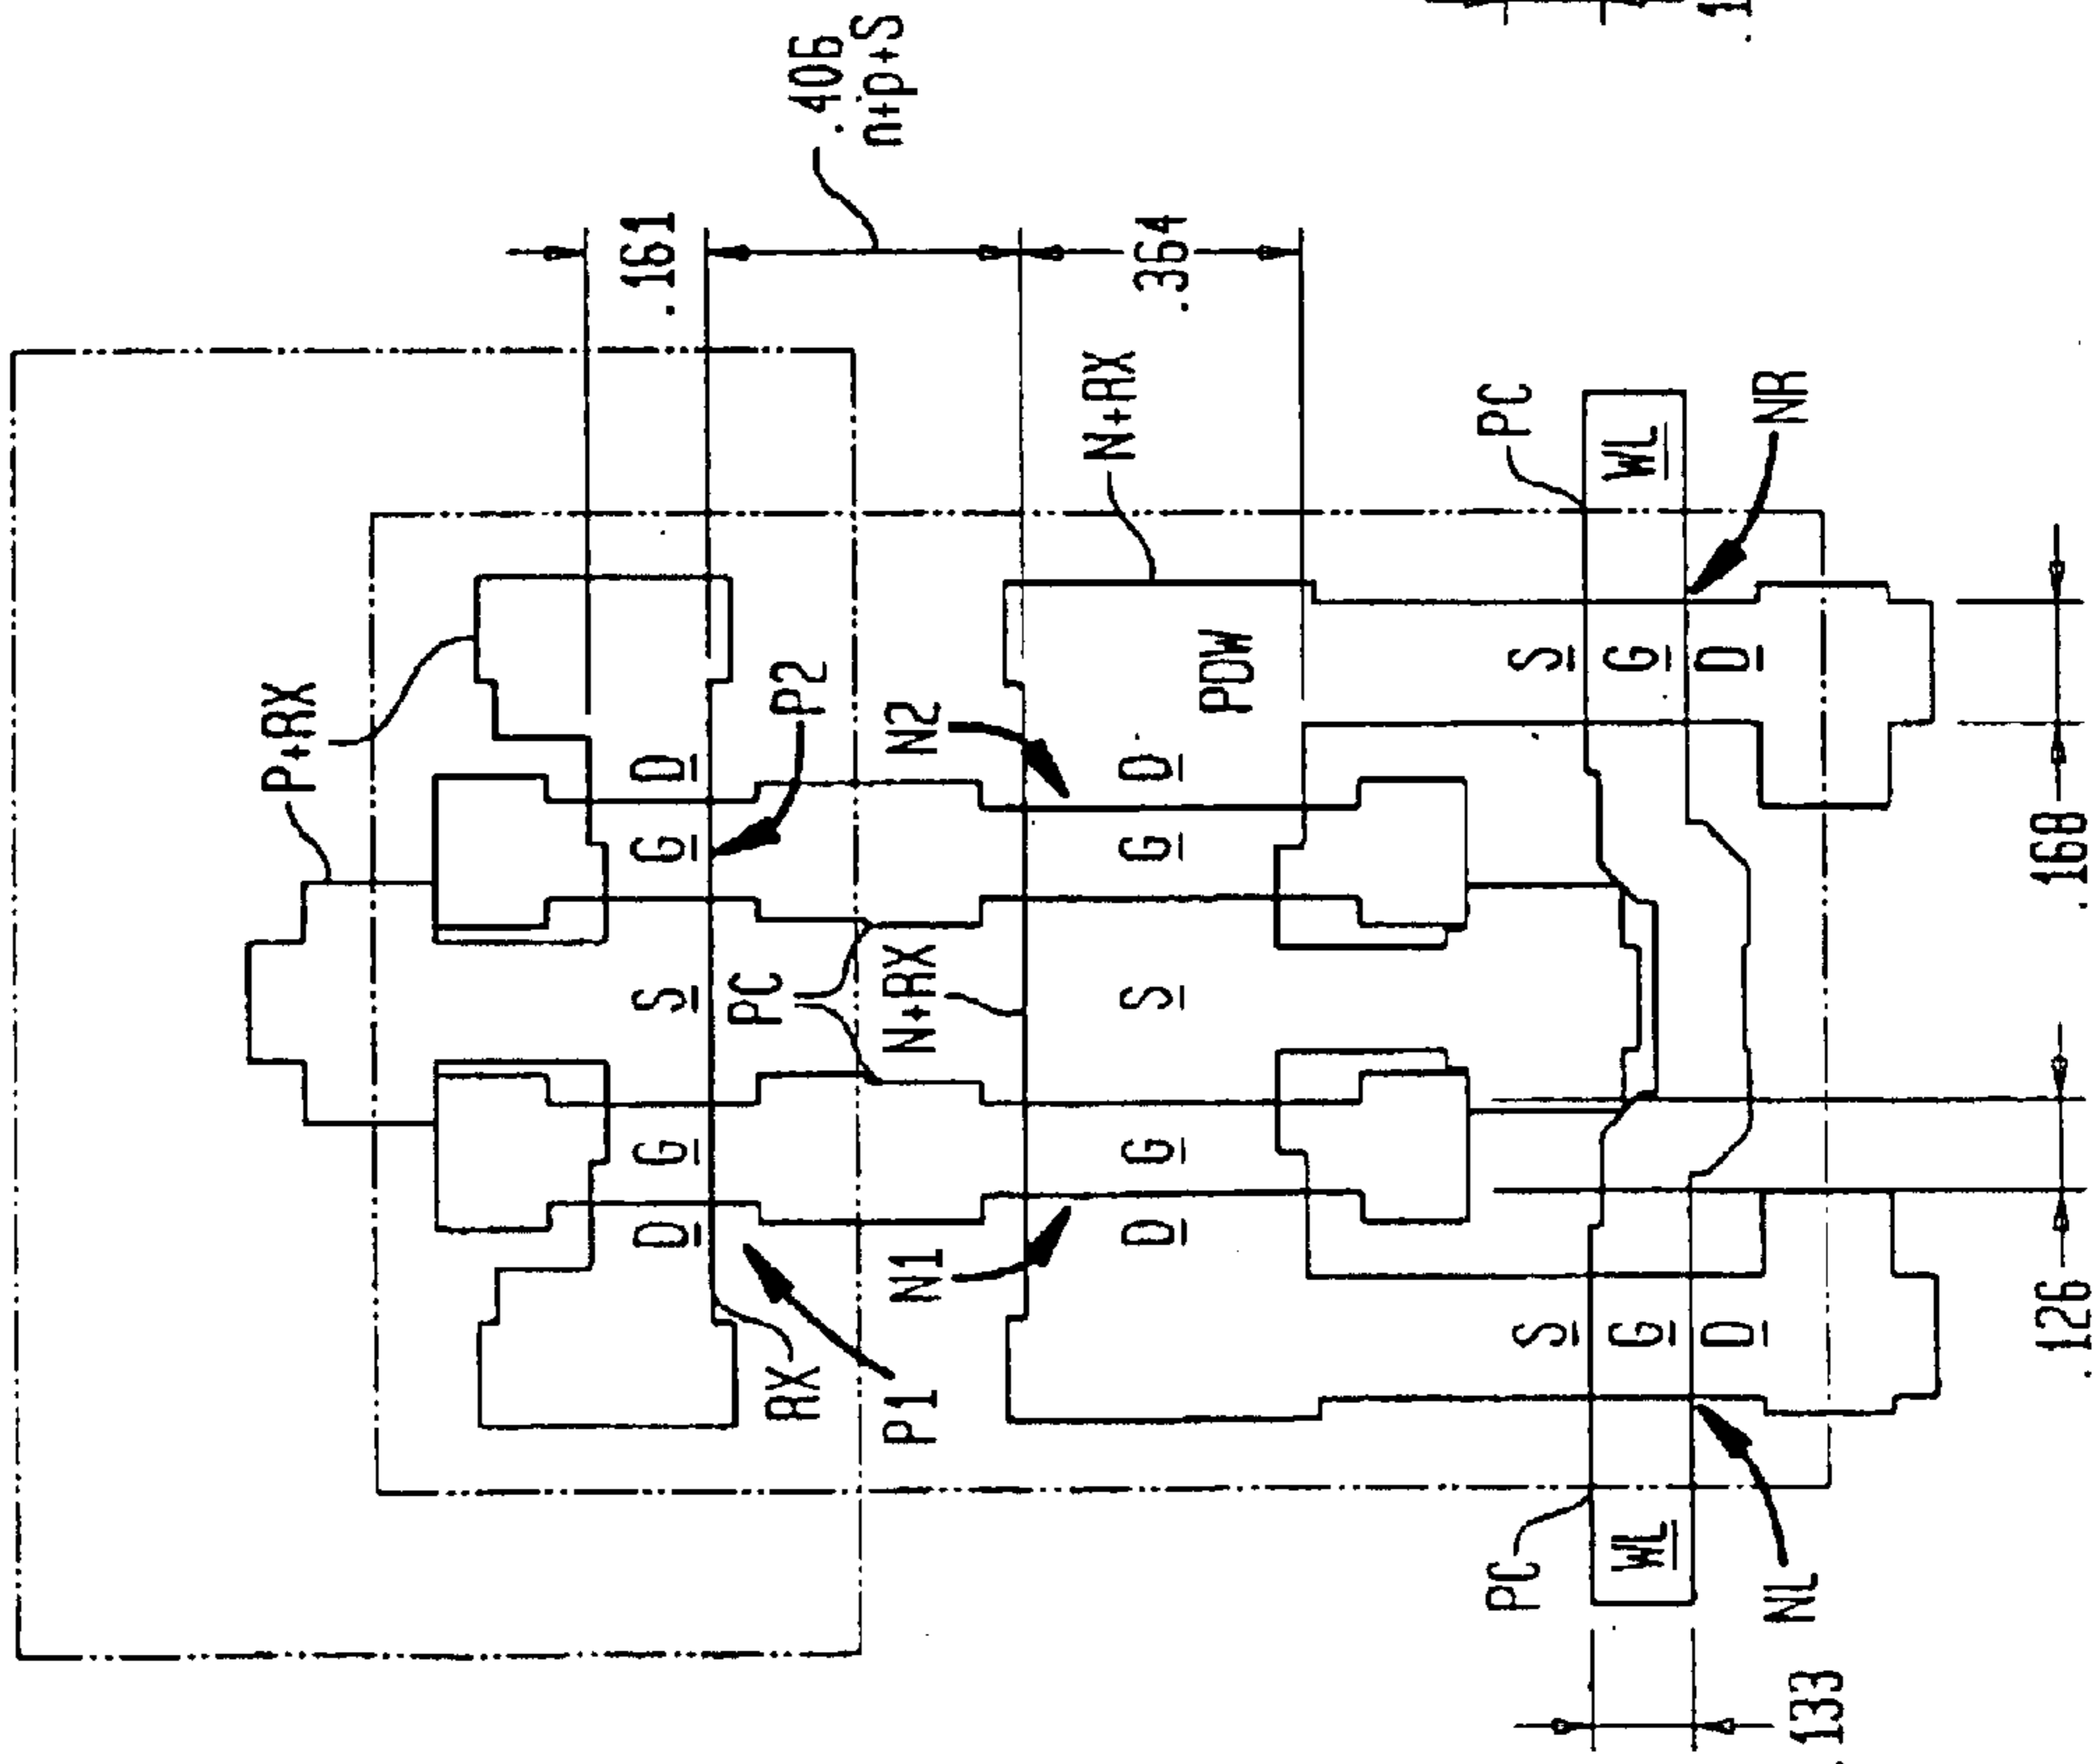 P+RX
D G S G D .161
PC
RX P2
.406
n+p+S
P1 N1 N+RX N2
N+RX
D G S G D .364
PDW
PC PC
S S
WL G G WL
D D
NL NR
.133
.126 .168